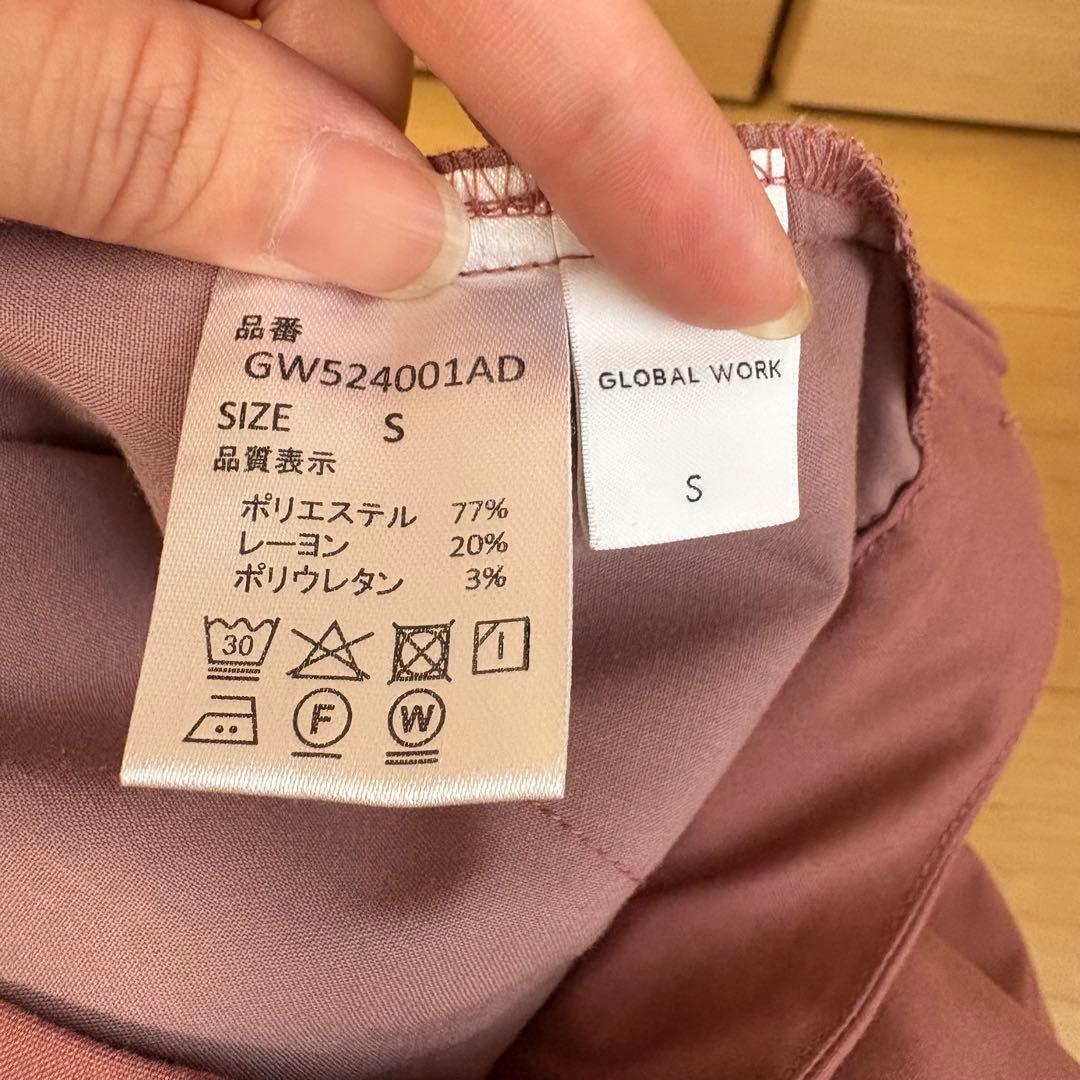 品番
GW524001AD
SIZE S
品質表示
ポリエステル 77%
レーヨン 20%
ポリウレタン 3%
30
F W
GLOBAL WORK
S